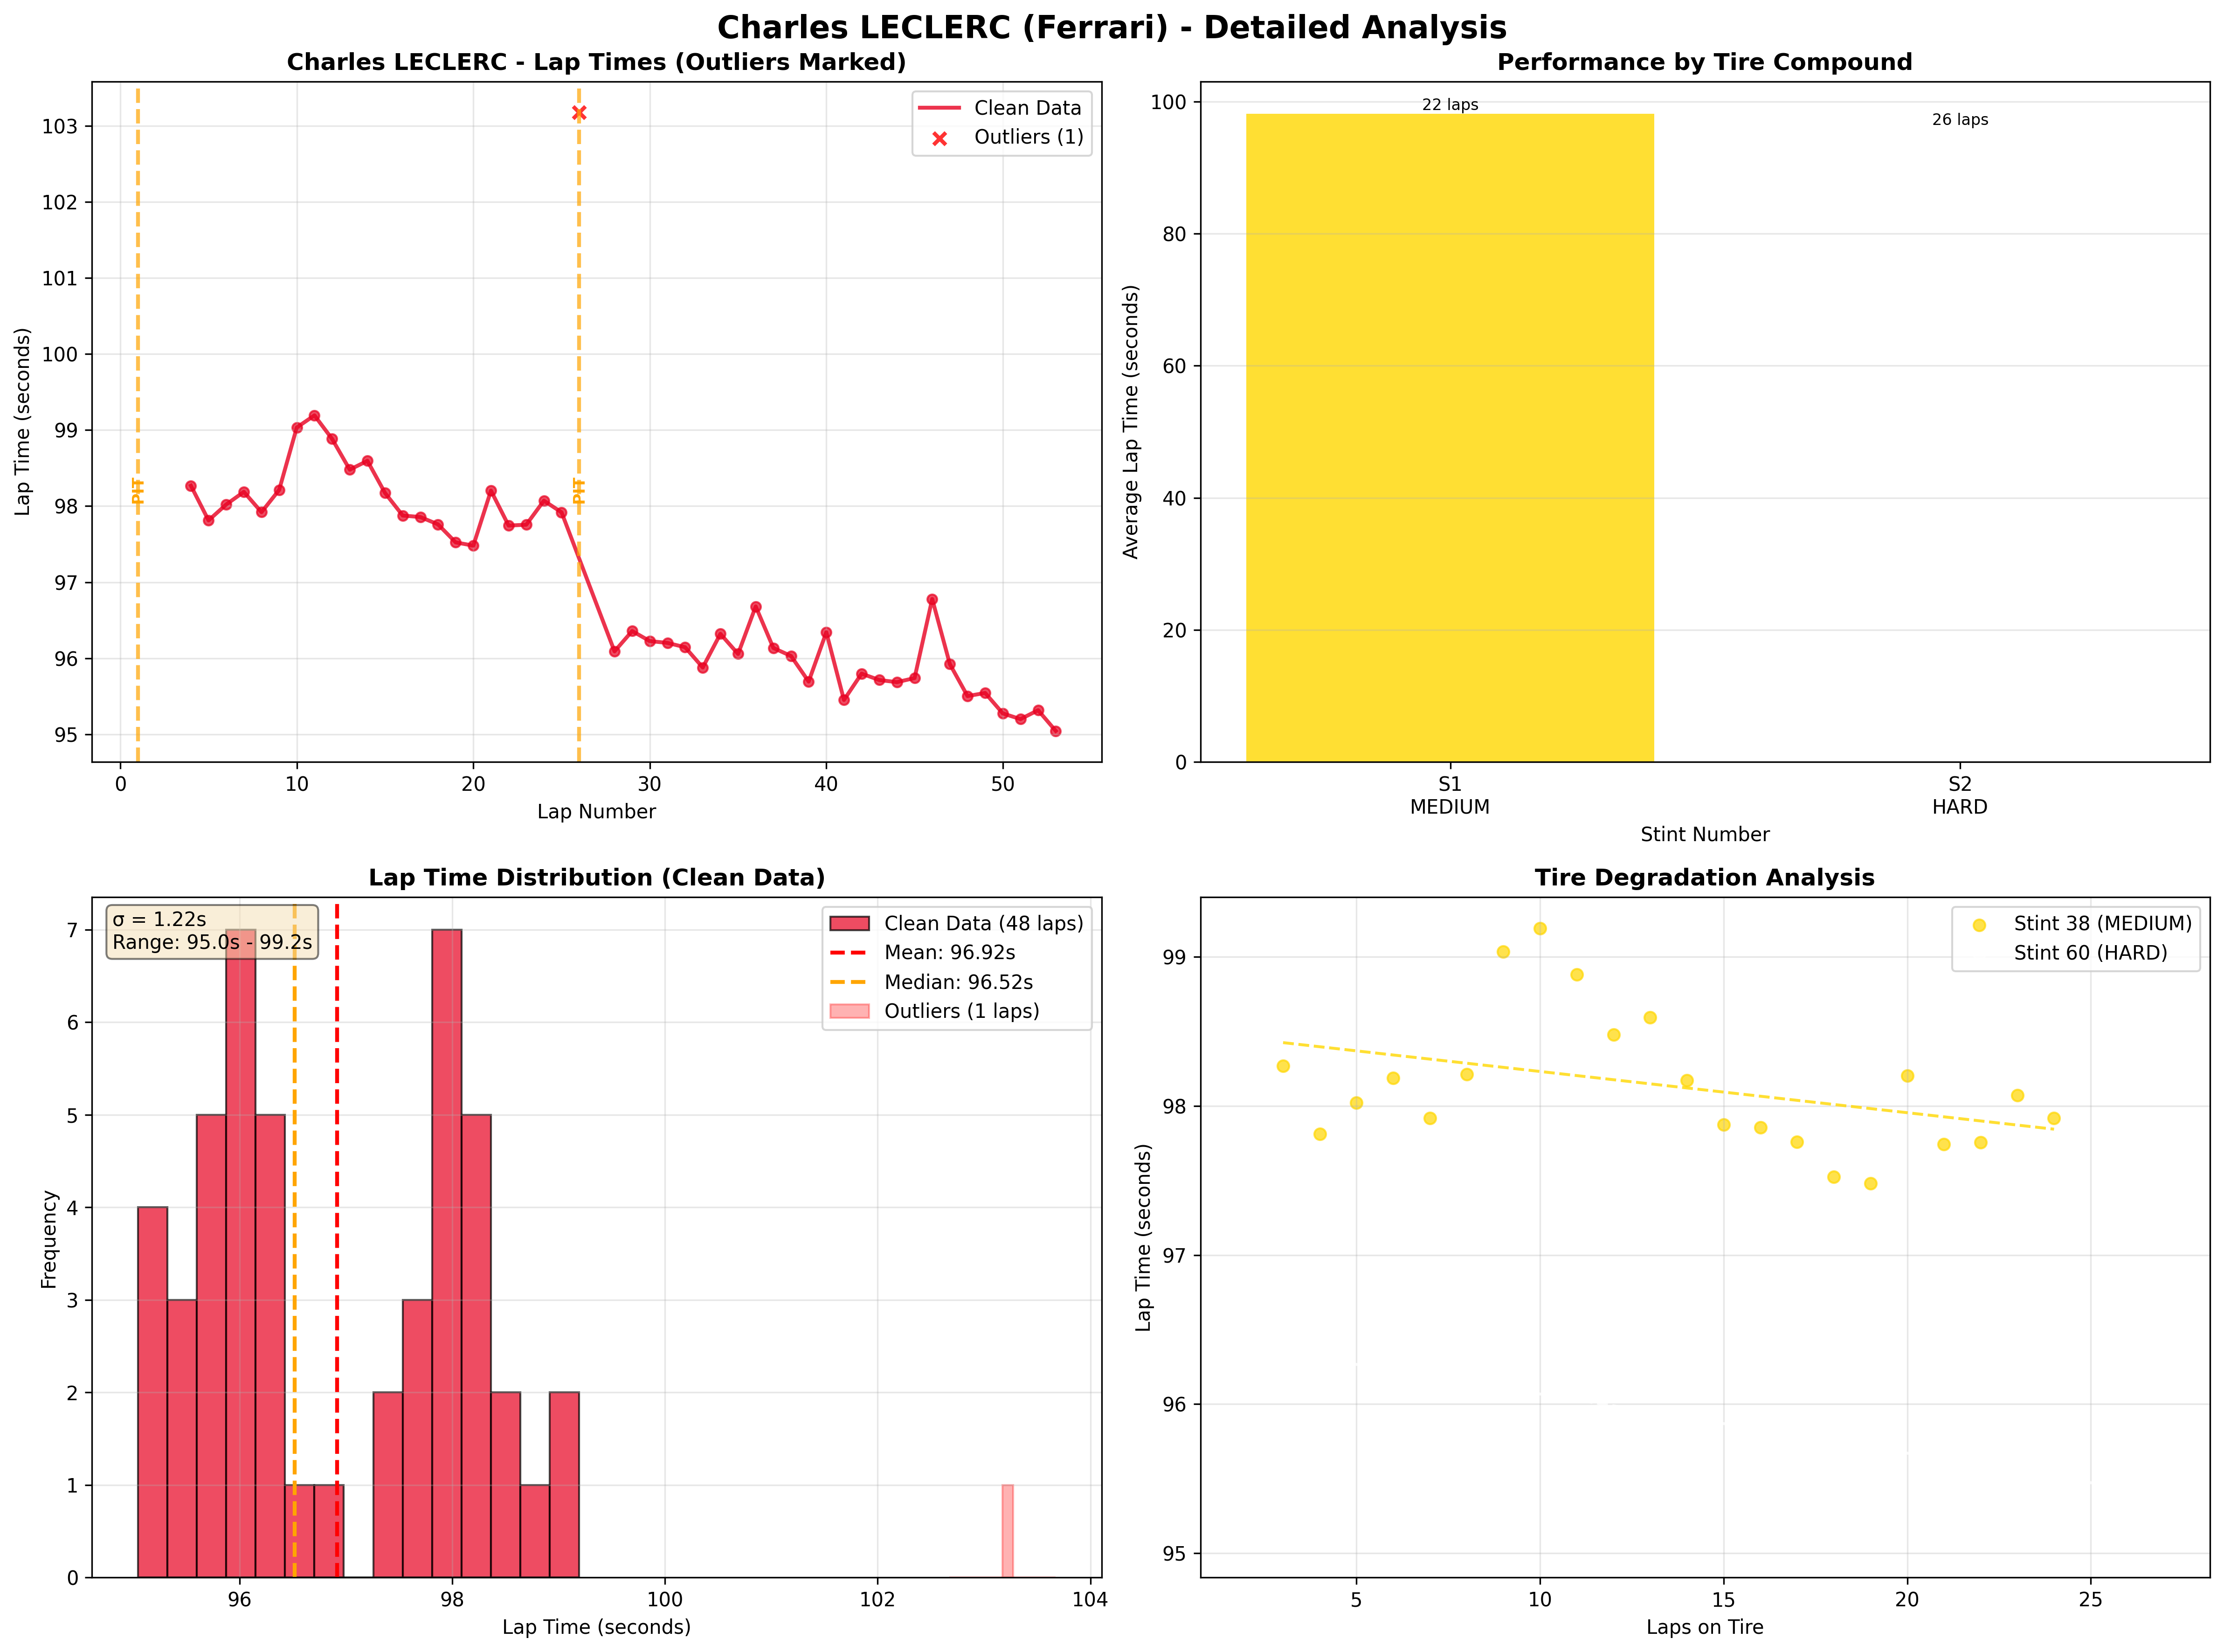 Charles LECLERC (Ferrari) - Detailed Analysis
Charles LECLERC - Lap Times (Outliers Marked)
Clean Data
Outliers (1)
PIT
PIT
Lap Time (seconds)
103
102
101
100
99
98
97
96
95
0 10 20 30 40 50
Lap Number
Performance by Tire Compound
22 laps
26 laps
Average Lap Time (seconds)
100
80
60
40
20
0
S1
MEDIUM
S2
HARD
Stint Number
Lap Time Distribution (Clean Data)
σ = 1.22s
Range: 95.0s - 99.2s
Clean Data (48 laps)
Mean: 96.92s
Median: 96.52s
Outliers (1 laps)
Frequency
7
6
5
4
3
2
1
0
96 98 100 102 104
Lap Time (seconds)
Tire Degradation Analysis
Stint 38 (MEDIUM)
Stint 60 (HARD)
Lap Time (seconds)
99
98
97
96
95
5 10 15 20 25
Laps on Tire